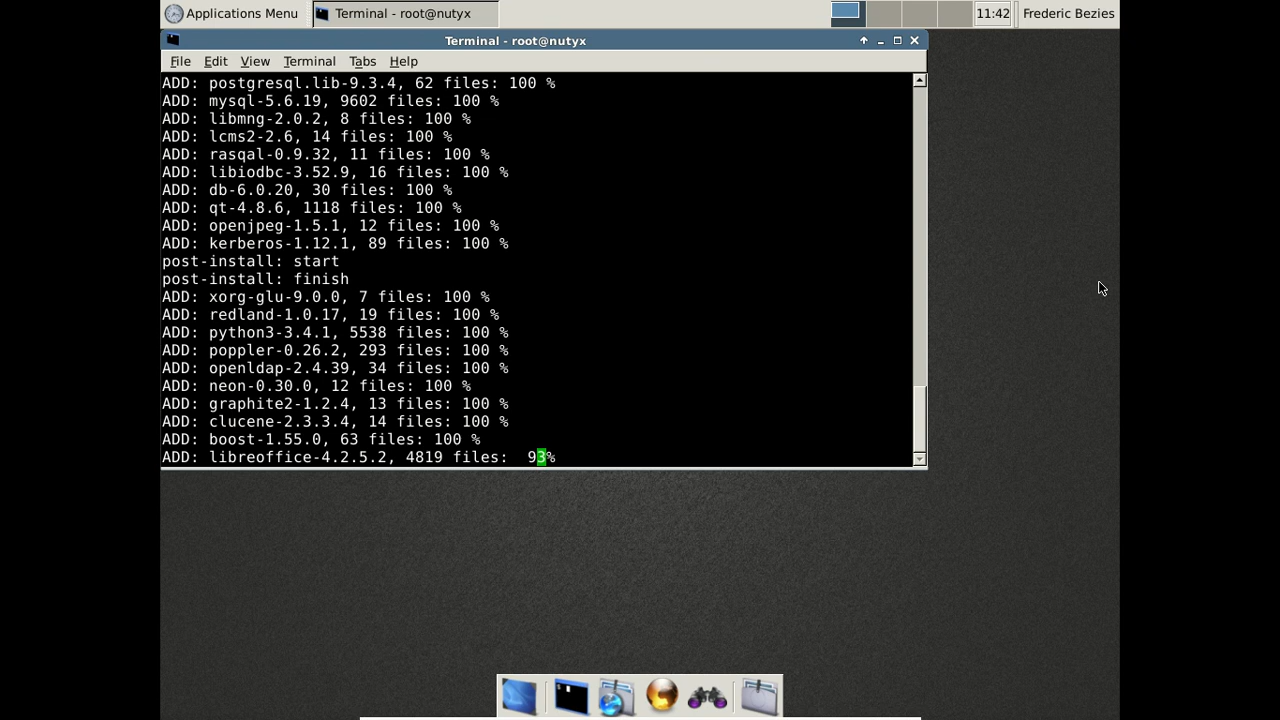 Applications Menu
Terminal - root@nutyx
11:42
Frederic Bezies
Terminal - root@nutyx
File Edit View Terminal Tabs Help
ADD: postgresql.lib-9.3.4, 62 files: 100 %
ADD: mysql-5.6.19, 9602 files: 100 %
ADD: libmng-2.0.2, 8 files: 100 %
ADD: lcms2-2.6, 14 files: 100 %
ADD: rasqal-0.9.32, 11 files: 100 %
ADD: libiodbc-3.52.9, 16 files: 100 %
ADD: db-6.0.20, 30 files: 100 %
ADD: qt-4.8.6, 1118 files: 100 %
ADD: openjpeg-1.5.1, 12 files: 100 %
ADD: kerberos-1.12.1, 89 files: 100 %
post-install: start
post-install: finish
ADD: xorg-glu-9.0.0, 7 files: 100 %
ADD: redland-1.0.17, 19 files: 100 %
ADD: python3-3.4.1, 5538 files: 100 %
ADD: poppler-0.26.2, 293 files: 100 %
ADD: openldap-2.4.39, 34 files: 100 %
ADD: neon-0.30.0, 12 files: 100 %
ADD: graphite2-1.2.4, 13 files: 100 %
ADD: clucene-2.3.3.4, 14 files: 100 %
ADD: boost-1.55.0, 63 files: 100 %
ADD: libreoffice-4.2.5.2, 4819 files:  93%